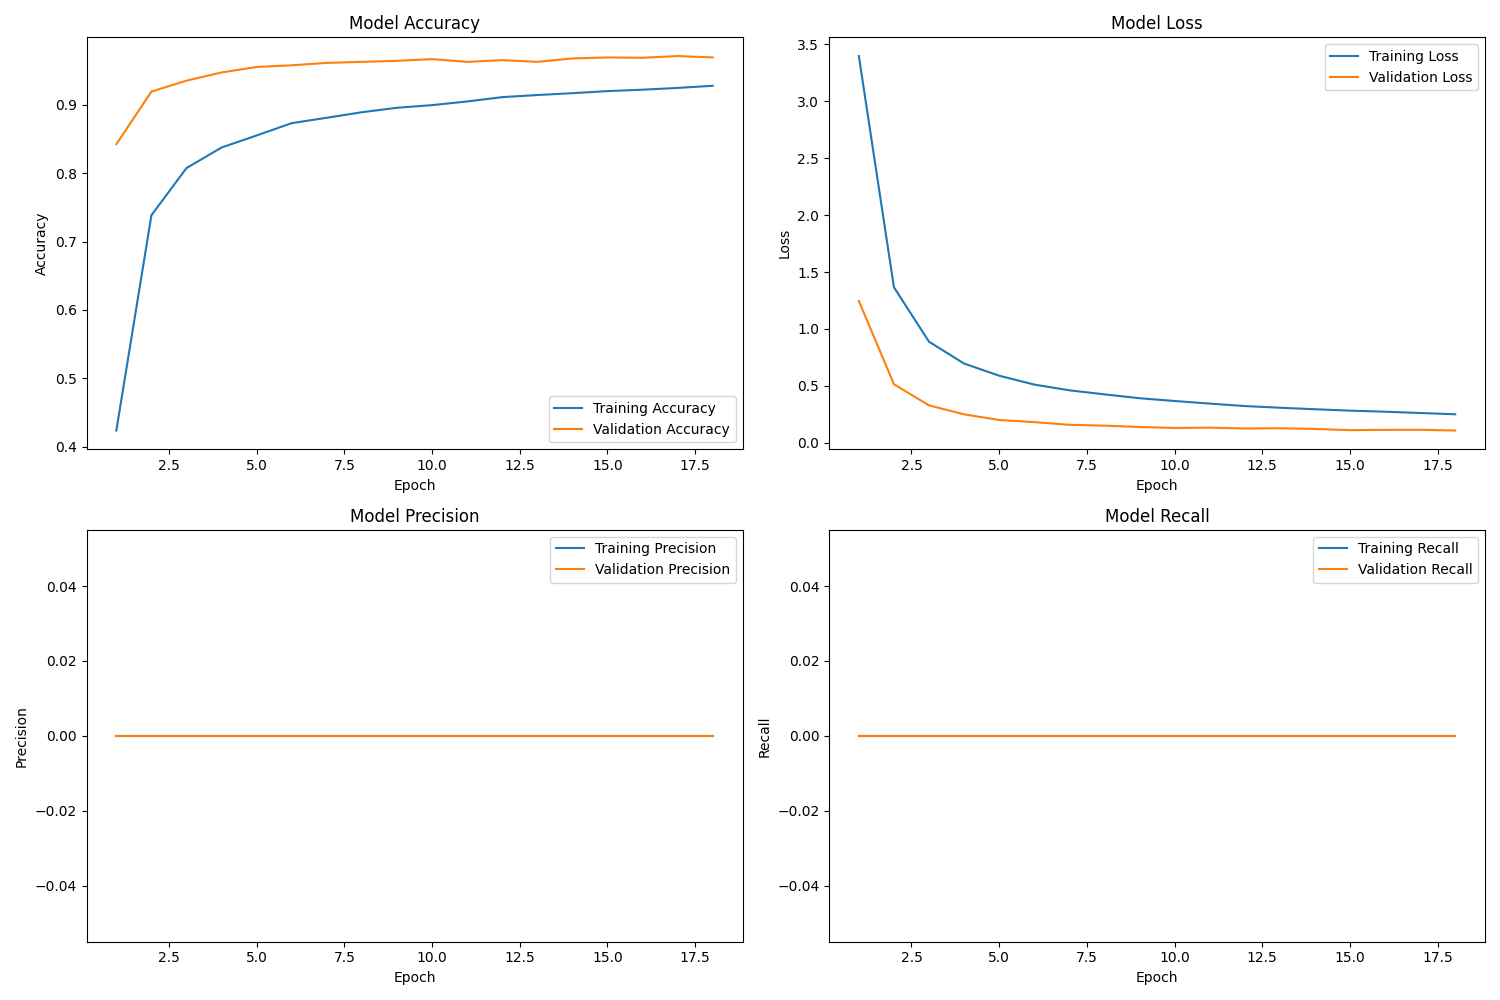 Model Accuracy
Accuracy
0.9
0.8
0.7
0.6
0.5
0.4
Training Accuracy
Validation Accuracy
2.5 5.0 7.5 10.0 12.5 15.0 17.5
Epoch
Model Loss
Loss
3.5
3.0
2.5
2.0
1.5
1.0
0.5
0.0
Training Loss
Validation Loss
2.5 5.0 7.5 10.0 12.5 15.0 17.5
Epoch
Model Precision
Precision
0.04
0.02
0.00
−0.02
−0.04
Training Precision
Validation Precision
2.5 5.0 7.5 10.0 12.5 15.0 17.5
Epoch
Model Recall
Recall
0.04
0.02
0.00
−0.02
−0.04
Training Recall
Validation Recall
2.5 5.0 7.5 10.0 12.5 15.0 17.5
Epoch